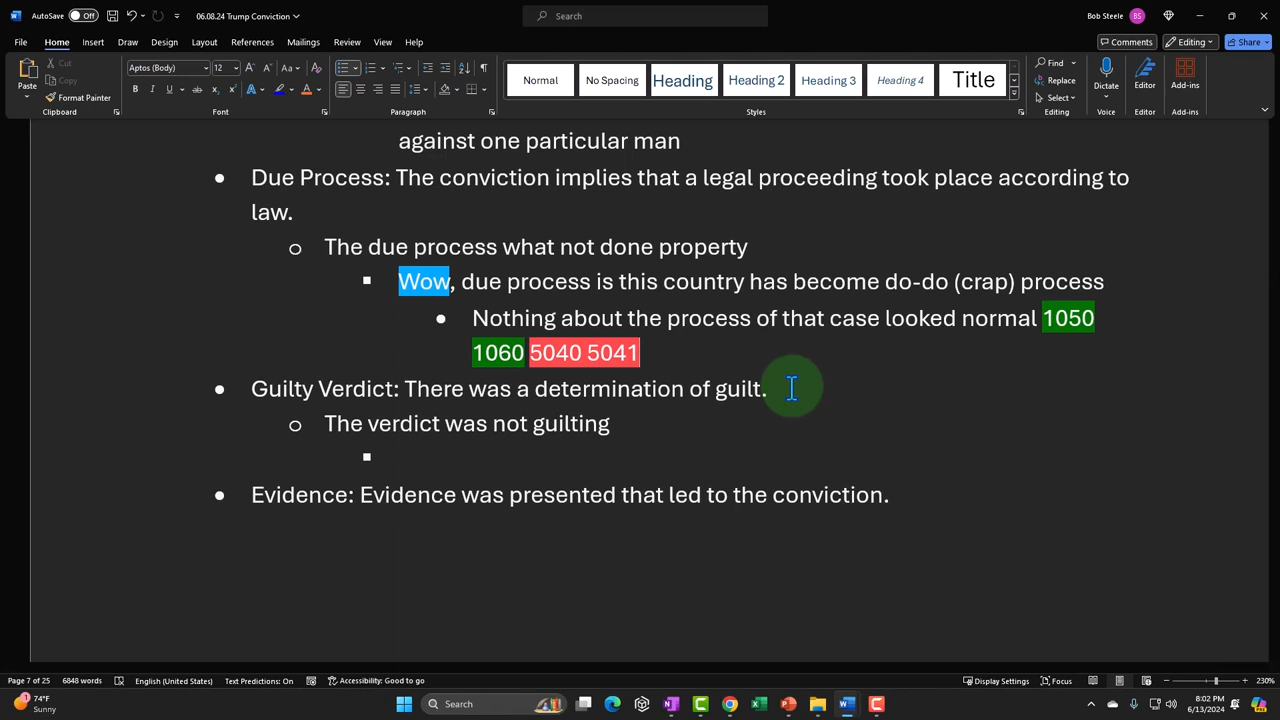 AutoSave Off 06.08.24 Trump Conviction Search Bob Steele BS
File Home Insert Draw Design Layout References Mailings Review View Help Comments Editing Share
Paste Cut Copy Format Painter
Aptos (Body) 12
Normal No Spacing Heading Heading 2 Heading 3 Heading 4 Title
Find Replace Select Dictate Editor Add-ins
Clipboard Font Paragraph Styles Editing Voice Editor Add-ins
against one particular man
Due Process: The conviction implies that a legal proceeding took place according to
law.
The due process what not done property
Wow, due process is this country has become do-do (crap) process
Nothing about the process of that case looked normal 1050
1060 5040 5041
Guilty Verdict: There was a determination of guilt.
The verdict was not guilting
Evidence: Evidence was presented that led to the conviction.
Page 7 of 25 6848 words English (United States) Text Predictions: On Accessibility: Good to go Display Settings Focus 230%
74°F
Sunny
Search
8:02 PM
6/13/2024